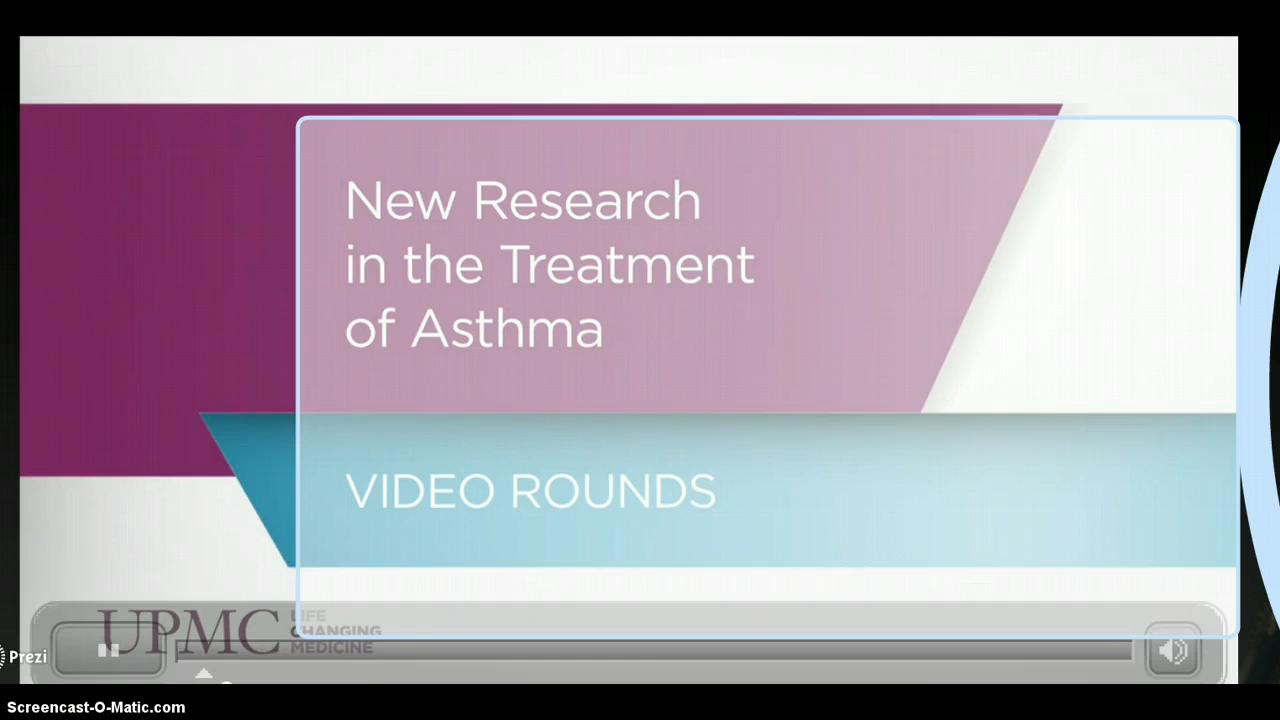 New Research
in the Treatment
of Asthma
VIDEO ROUNDS
UPMC
LIFE
CHANGING
MEDICINE
Prezi
Screencast-O-Matic.com